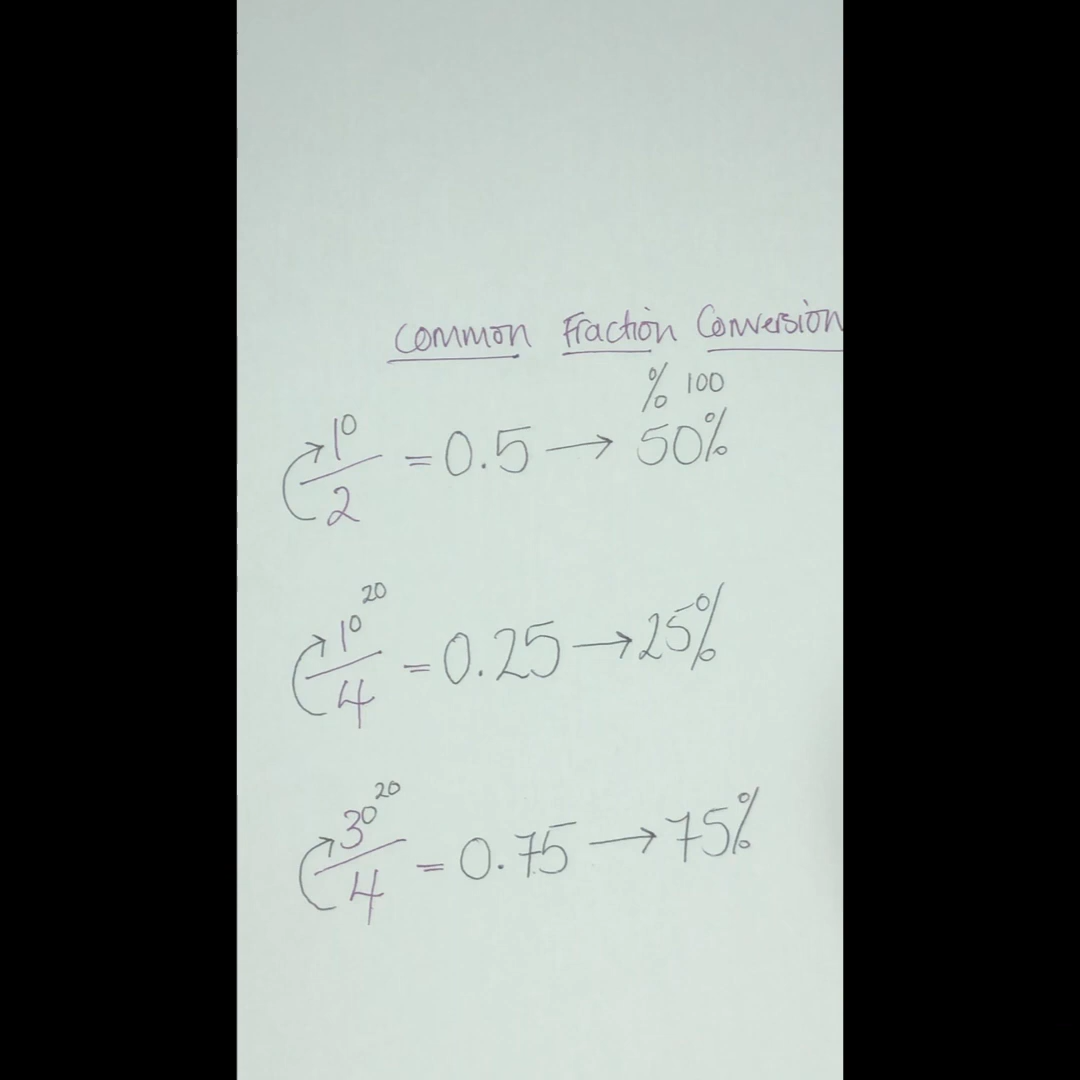 Common Fraction Conversion
% 100
1⁰/2 = 0.5 → 50%
20
1⁰/4 = 0.25 → 25%
20
3⁰/4 = 0.75 → 75%